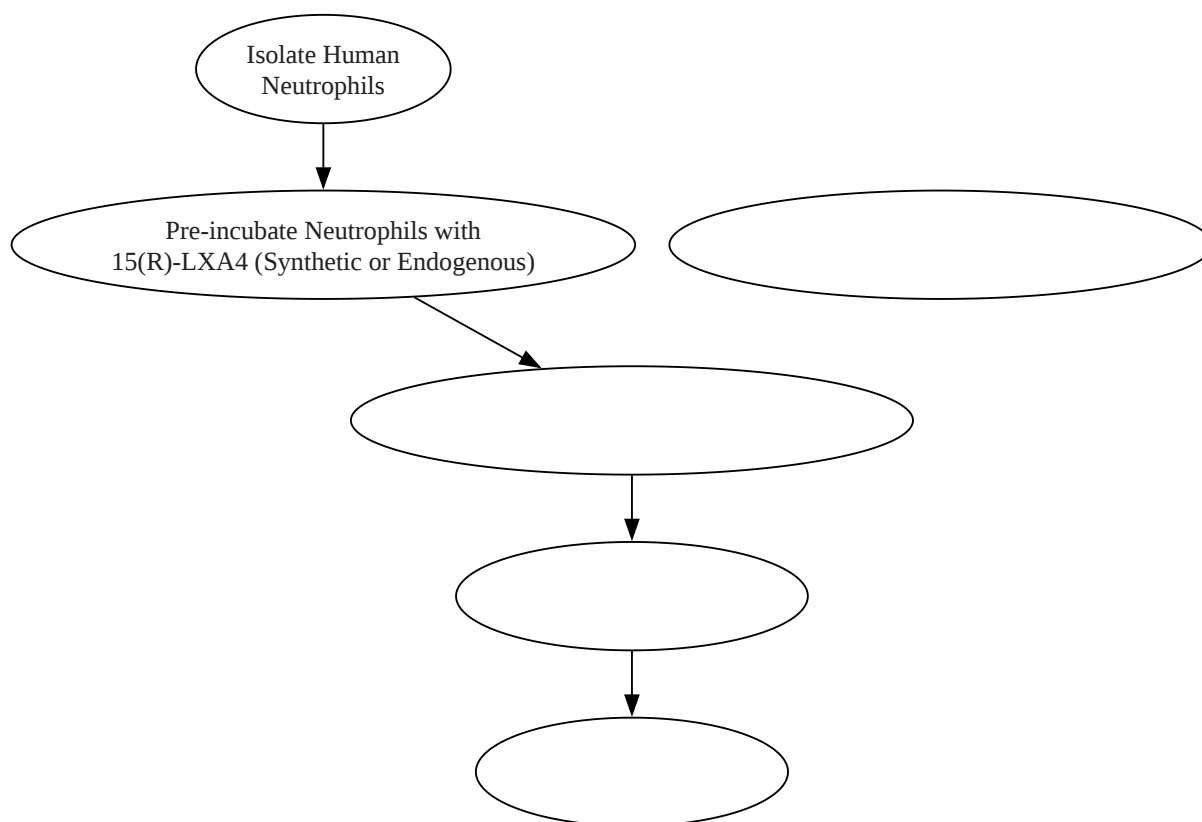 Isolate Human
Neutrophils
Pre-incubate Neutrophils with
15(R)-LXA4 (Synthetic or Endogenous)